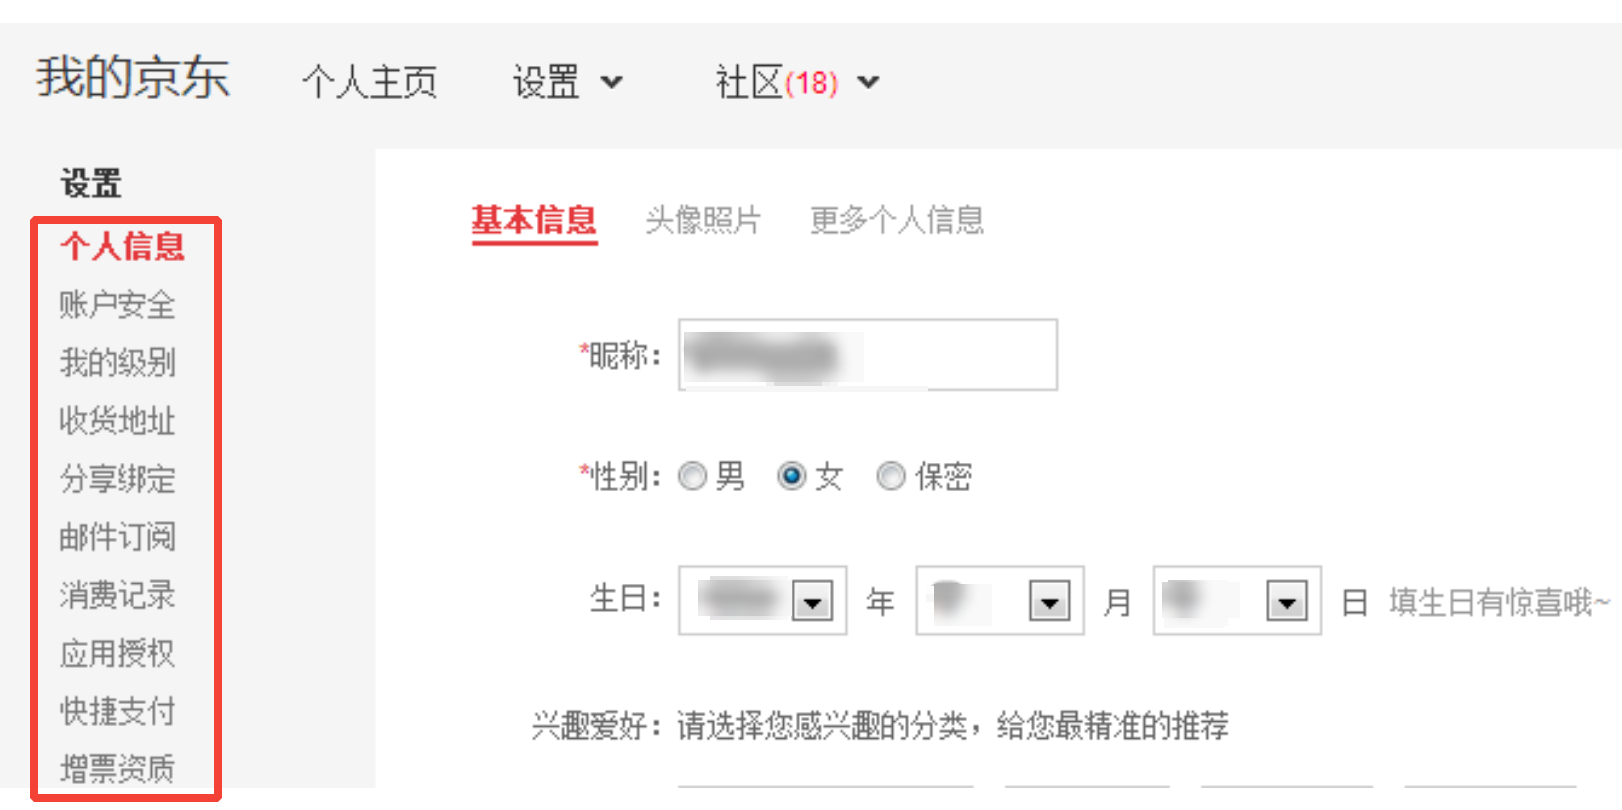 我的京东 个人主页 设置 社区(18)
设置
个人信息
账户安全
我的级别
收货地址
分享绑定
邮件订阅
消费记录
应用授权
快捷支付
增票资质
基本信息 头像照片 更多个人信息
*昵称：
*性别： 男 女 保密
生日： 年 月 日 填生日有惊喜哦~
兴趣爱好：请选择您感兴趣的分类，给您最精准的推荐